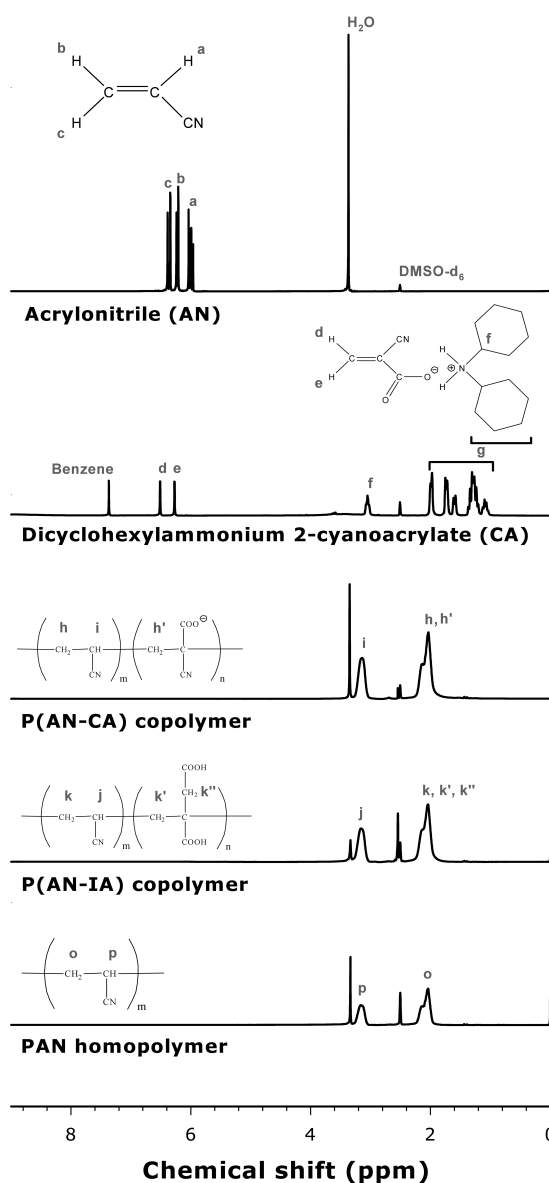 H₂O
b
a
H
H
C
C
H
CN
c
c
b
a
DMSO-d₆
Acrylonitrile (AN)
d
H
CN
f
H
⊖
⊕
N
O
H
e
H
O
g
Benzene
d
e
f
Dicyclohexylammonium 2-cyanoacrylate (CA)
h
i
h'
COO⊖
CH₂
CH
CH₂
C
CN
m
CN
n
i
h, h'
P(AN-CA) copolymer
COOH
k
j
k'
CH₂
k''
CH₂
CH
CH₂
C
CN
m
COOH
n
j
k, k', k''
P(AN-IA) copolymer
o
p
CH₂
CH
CN
m
p
o
PAN homopolymer
8
6
4
2
0
Chemical shift (ppm)